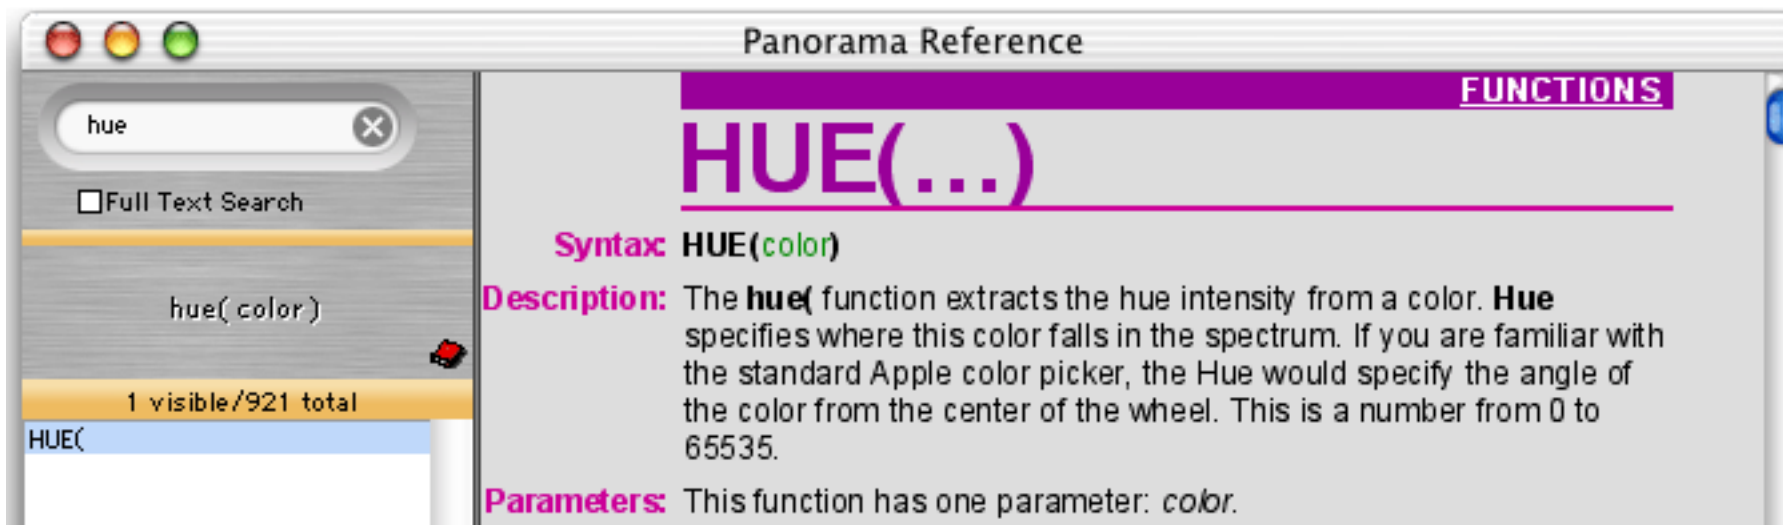 Panorama Reference
hue
Full Text Search
hue( color )
1 visible/921 total
HUE(
FUNCTIONS
HUE(...)
Syntax: HUE(color)
Description: The hue( function extracts the hue intensity from a color. Hue
specifies where this color falls in the spectrum. If you are familiar with
the standard Apple color picker, the Hue would specify the angle of
the color from the center of the wheel. This is a number from 0 to
65535.
Parameters: This function has one parameter: color.